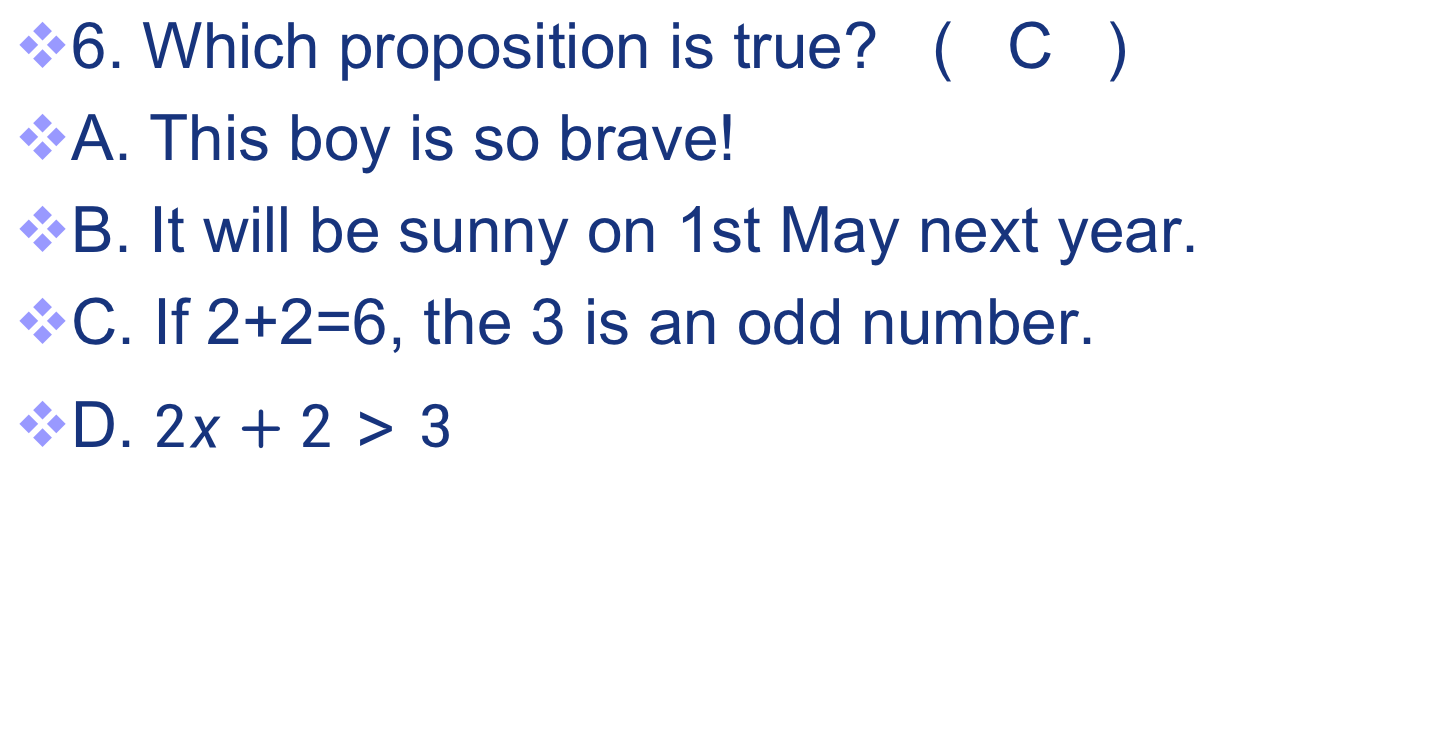 ❖6. Which proposition is true? ( C )
❖A. This boy is so brave!
❖B. It will be sunny on 1st May next year.
❖C. If 2+2=6, the 3 is an odd number.
❖D. 2x + 2 > 3